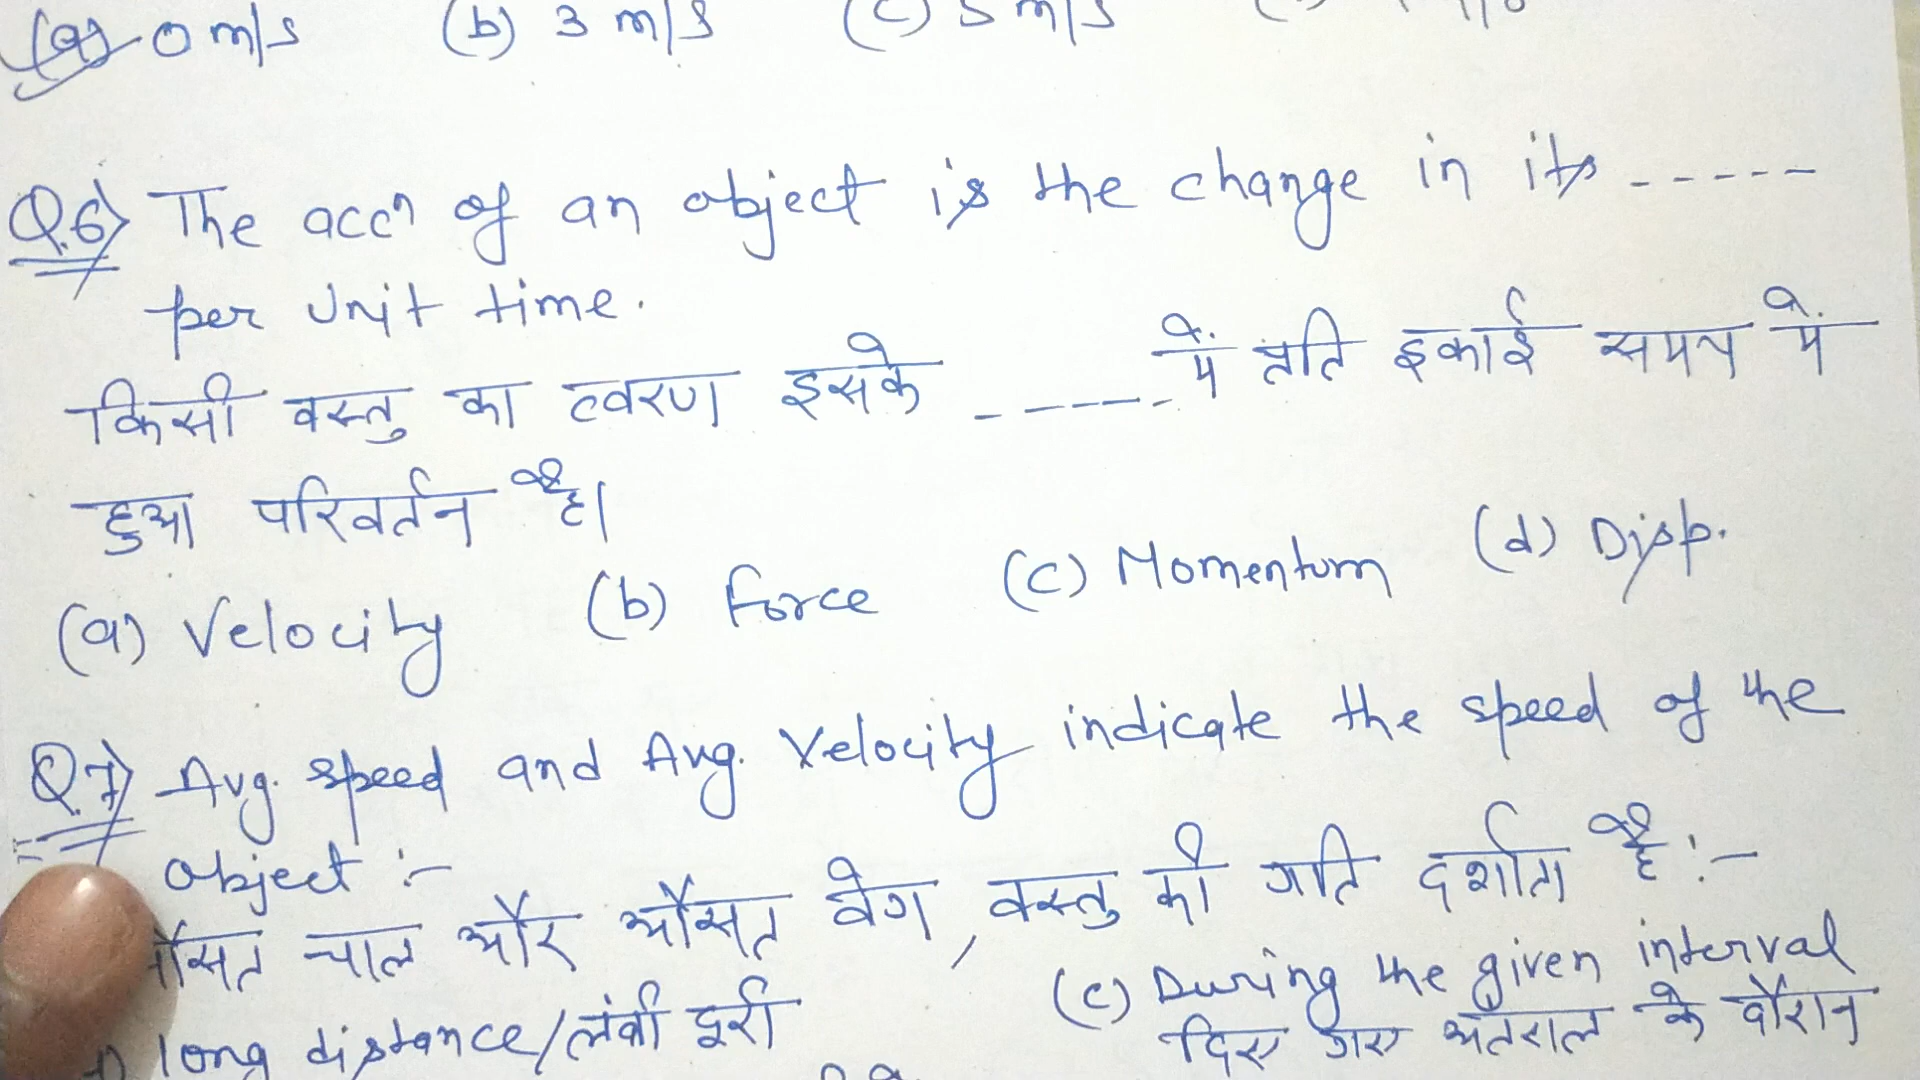 (a) 0 m/s (b) 3 m/s (c) 5 m/s
Q.6) The accn of an object is the change in its -----
per unit time.
किसी वस्तु का त्वरण इसके ------ में प्रति इकाई समय में
हुआ परिवर्तन है।
(a) Velocity (b) Force (c) Momentum (d) Disp.
Q.7) Avg. speed and Avg. Velocity indicate the speed of the
object :-
औसत चाल और औसत वेग, वस्तु की गति दर्शाता है :-
long distance/लंबी दूरी (c) During the given interval
दिए गए अंतराल के दौरान